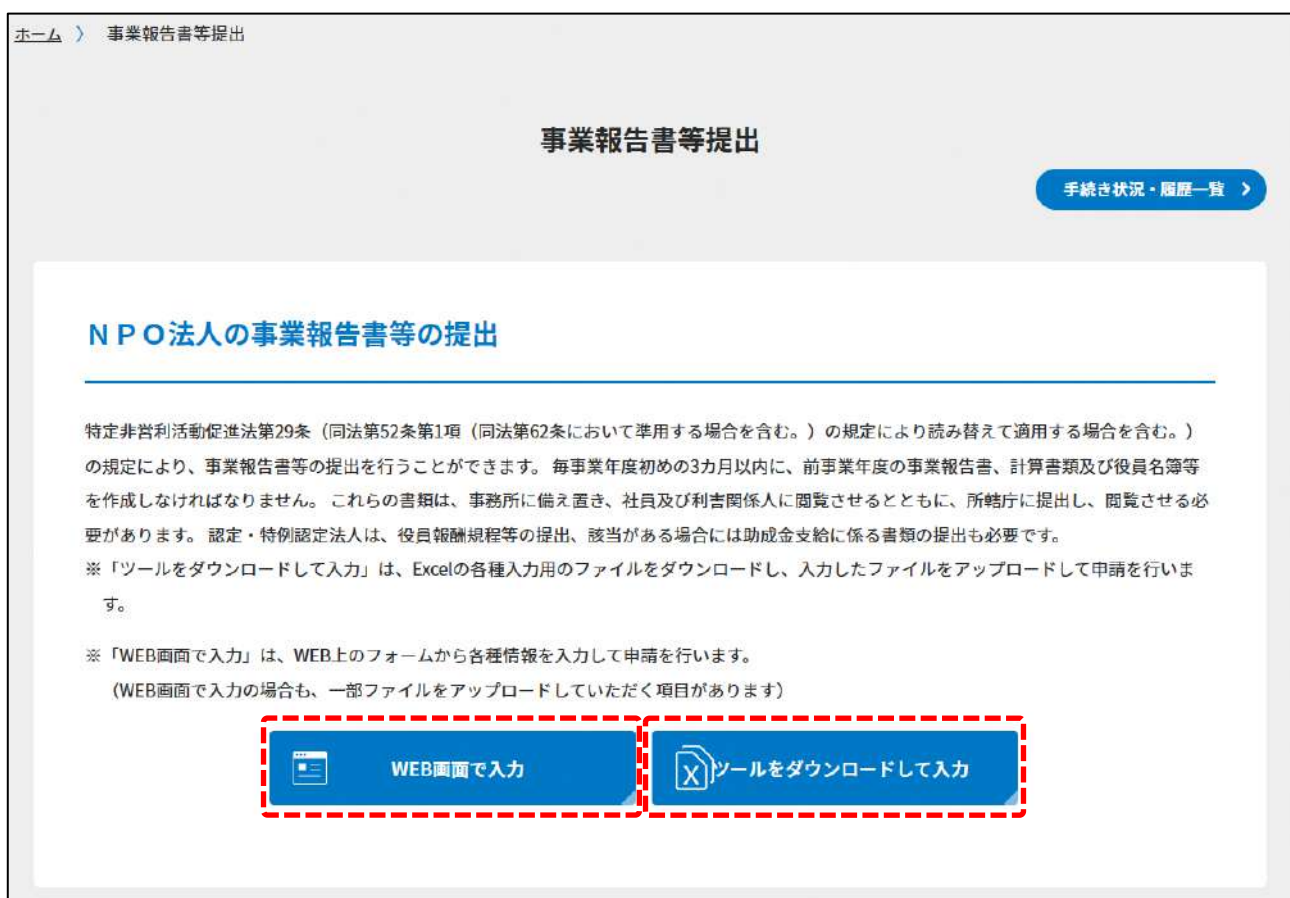 ホーム 〉 事業報告書等提出
事業報告書等提出
手続き状況・履歴一覧
ＮＰＯ法人の事業報告書等の提出
特定非営利活動促進法第29条（同法第52条第1項（同法第62条において準用する場合を含む。）の規定により読み替えて適用する場合を含む。）
の規定により、事業報告書等の提出を行うことができます。 毎事業年度初めの3カ月以内に、前事業年度の事業報告書、計算書類及び役員名簿等
を作成しなければなりません。 これらの書類は、事務所に備え置き、社員及び利害関係人に閲覧させるとともに、所轄庁に提出し、閲覧させる必
要があります。 認定・特例認定法人は、役員報酬規程等の提出、該当がある場合には助成金支給に係る書類の提出も必要です。
※「ツールをダウンロードして入力」は、Excelの各種入力用のファイルをダウンロードし、入力したファイルをアップロードして申請を行いま
す。
※「WEB画面で入力」は、WEB上のフォームから各種情報を入力して申請を行います。
（WEB画面で入力の場合も、一部ファイルをアップロードしていただく項目があります）
WEB画面で入力
ツールをダウンロードして入力